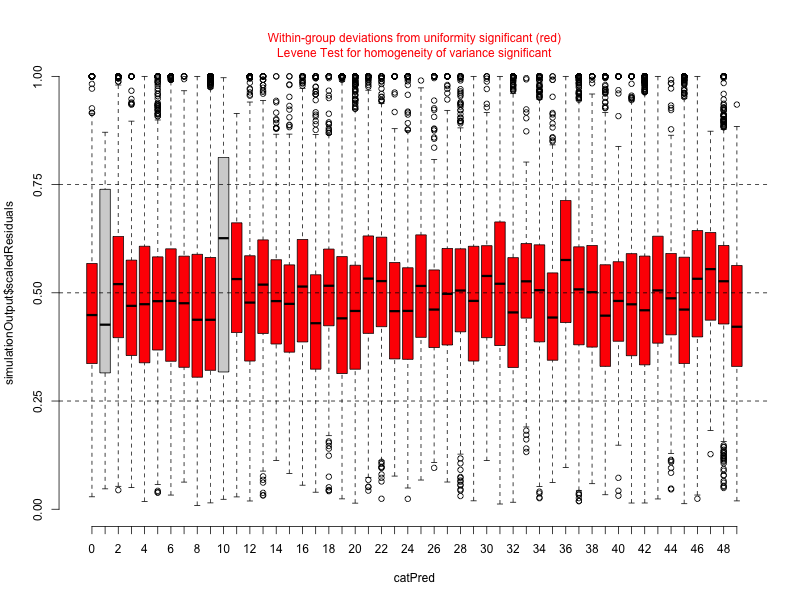 Within-group deviations from uniformity significant (red)
Levene Test for homogeneity of variance significant
simulationOutput$scaledResiduals
1.00
0.75
0.50
0.25
0.00
0 2 4 6 8 10 12 14 16 18 20 22 24 26 28 30 32 34 36 38 40 42 44 46 48
catPred